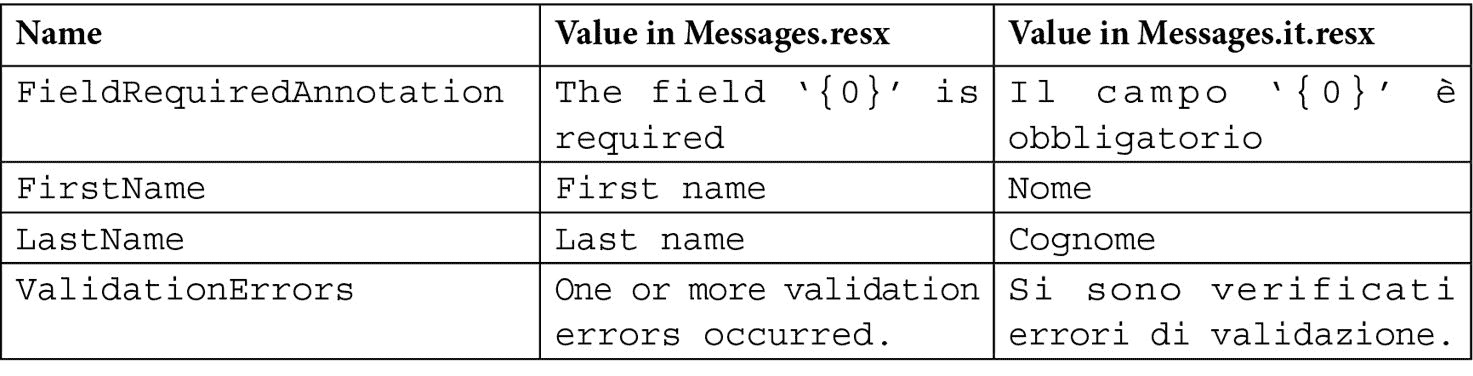 Name Value in Messages.resx Value in Messages.it.resx
FieldRequiredAnnotation The field ‘{0}’ is Il campo ‘{0}’ è
required obbligatorio
FirstName First name Nome
LastName Last name Cognome
ValidationErrors One or more validation Si sono verificati
errors occurred. errori di validazione.